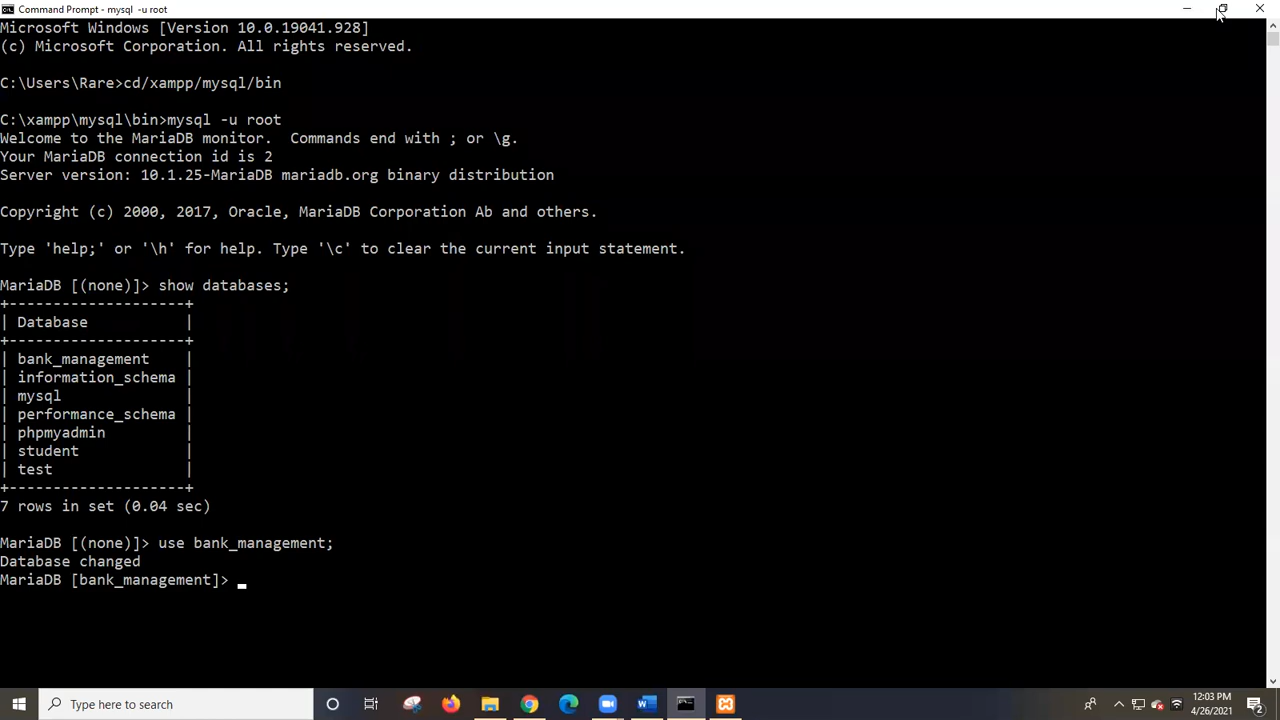 Command Prompt - mysql -u root
Microsoft Windows [Version 10.0.19041.928]
(c) Microsoft Corporation. All rights reserved.
C:\Users\Rare>cd/xampp/mysql/bin
C:\xampp\mysql\bin>mysql -u root
Welcome to the MariaDB monitor.  Commands end with ; or \g.
Your MariaDB connection id is 2
Server version: 10.1.25-MariaDB mariadb.org binary distribution
Copyright (c) 2000, 2017, Oracle, MariaDB Corporation Ab and others.
Type 'help;' or '\h' for help. Type '\c' to clear the current input statement.
MariaDB [(none)]> show databases;
+--------------------+
| Database           |
+--------------------+
| bank_management    |
| information_schema |
| mysql              |
| performance_schema |
| phpmyadmin         |
| student            |
| test               |
+--------------------+
7 rows in set (0.04 sec)
MariaDB [(none)]> use bank_management;
Database changed
MariaDB [bank_management]>
Type here to search
12:03 PM
4/26/2021
2